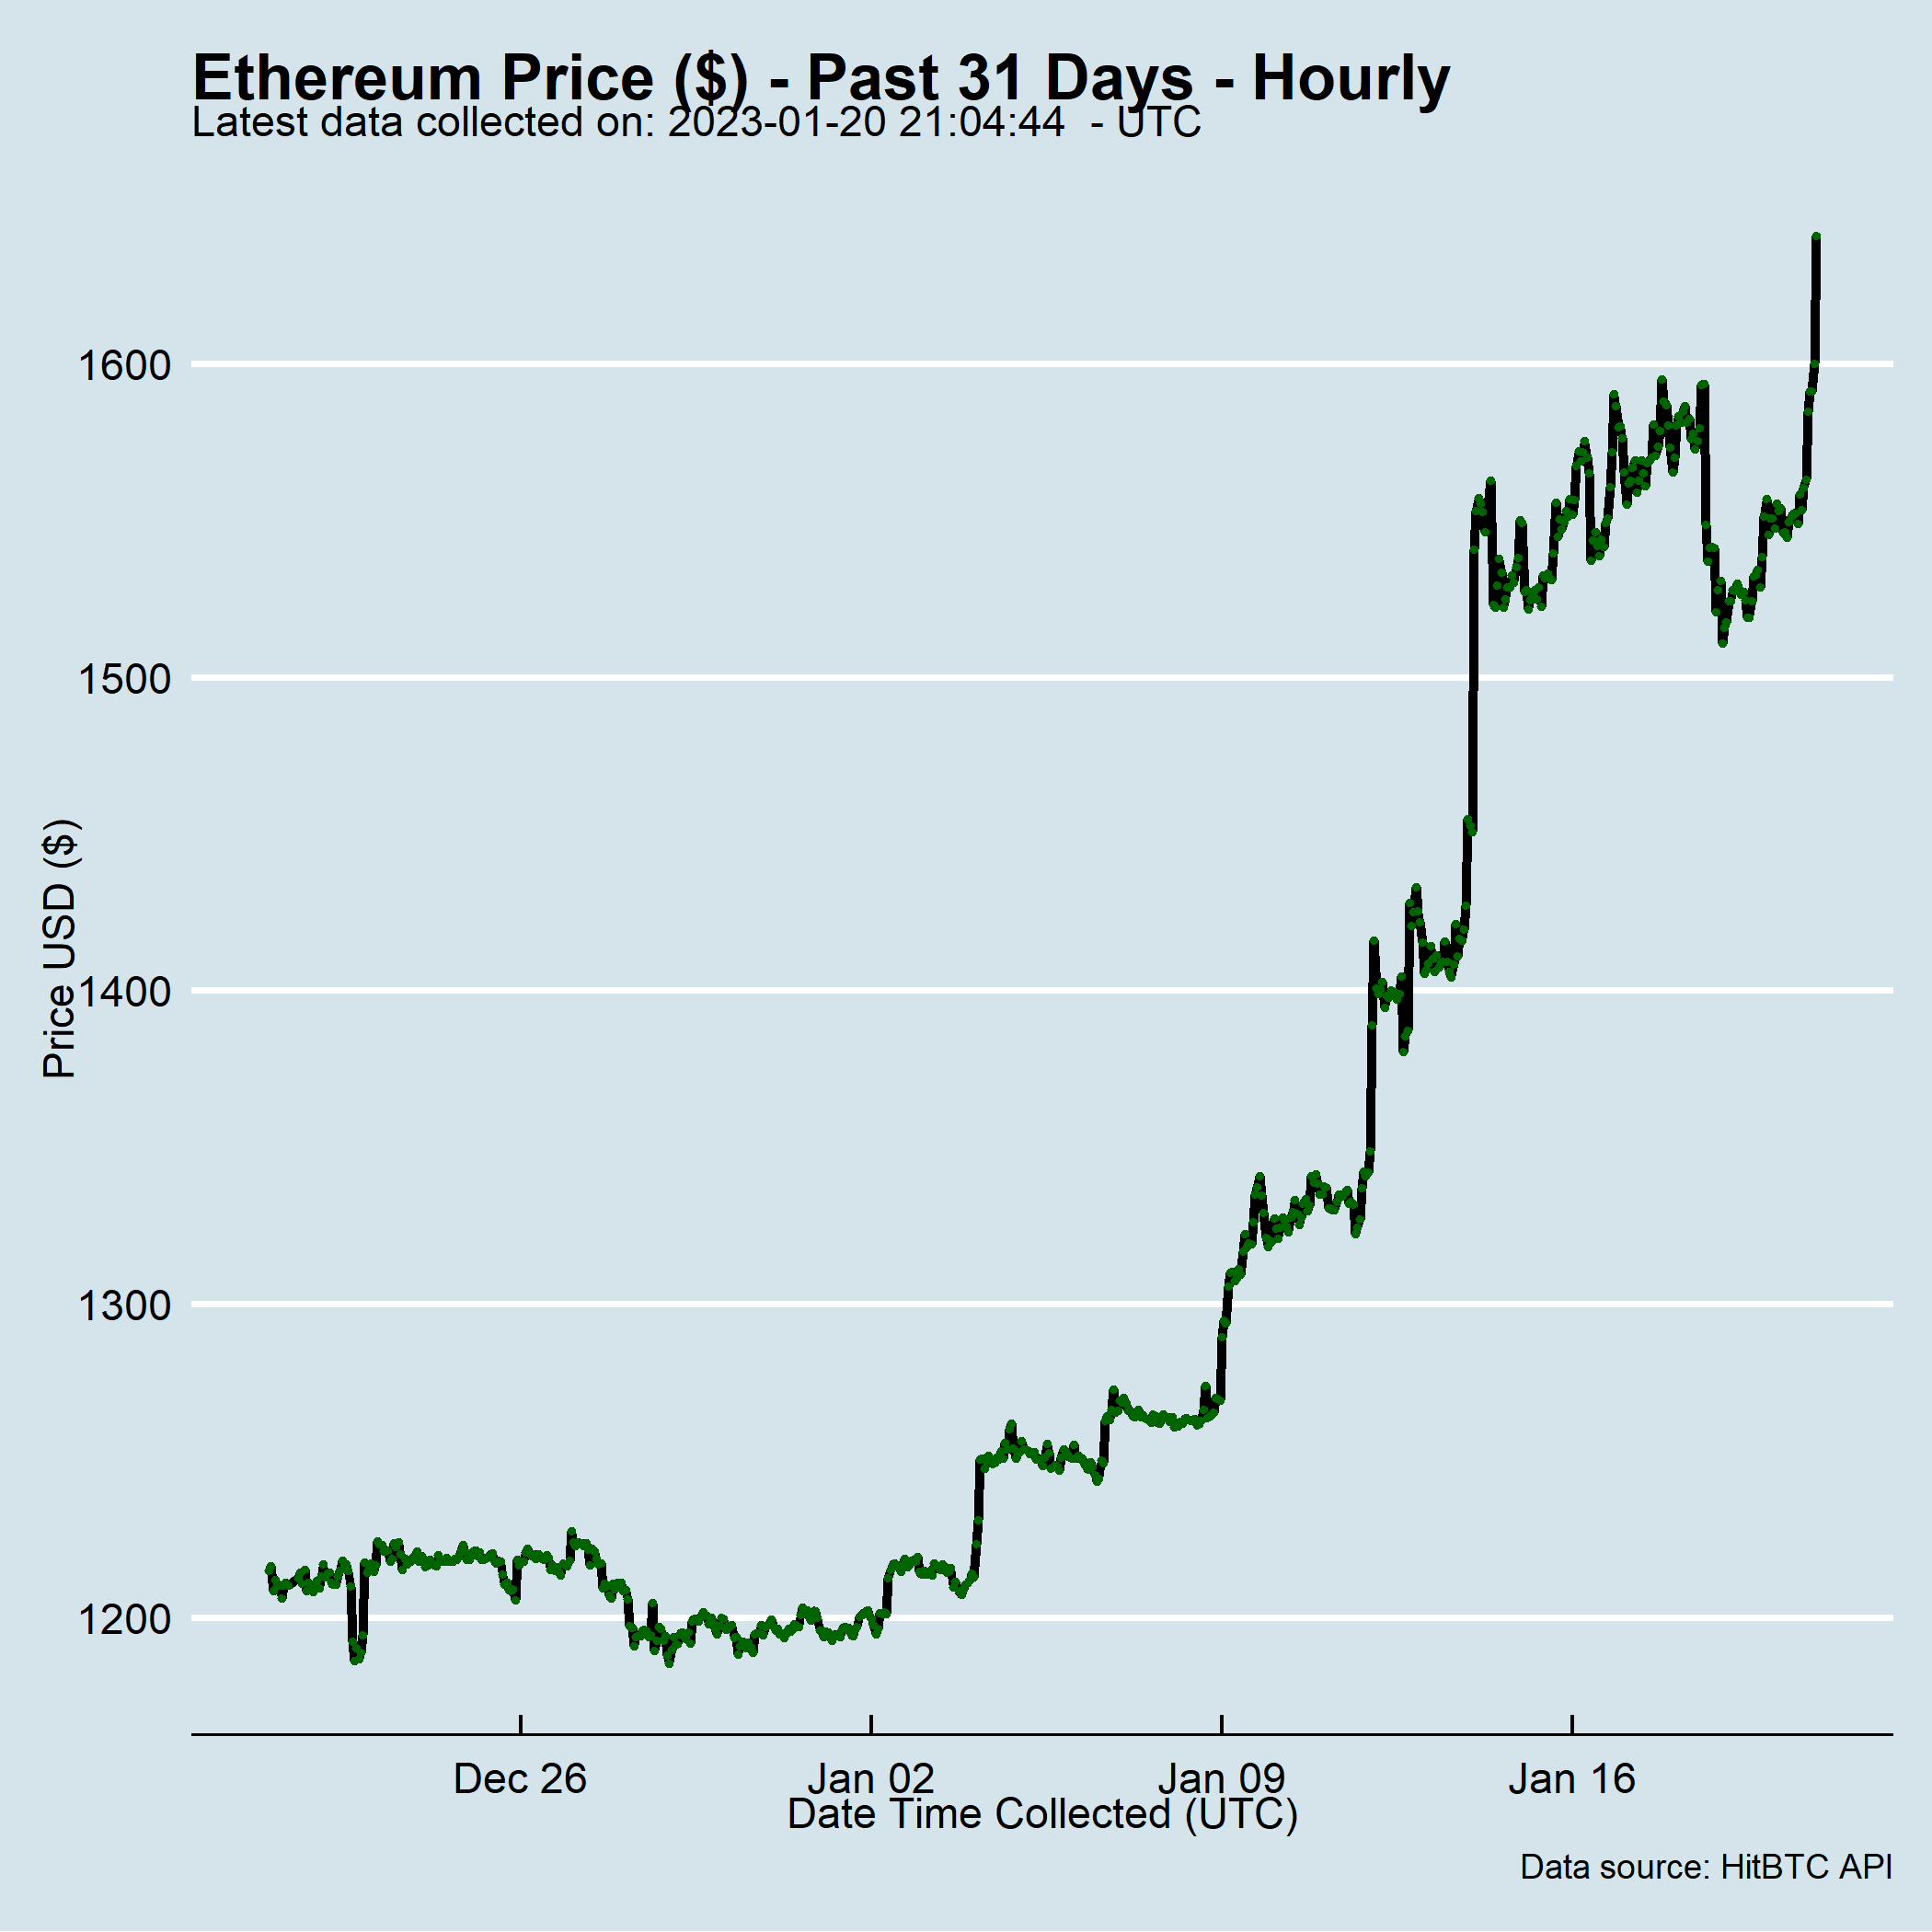 Ethereum Price ($) - Past 31 Days - Hourly
Latest data collected on: 2023-01-20 21:04:44  - UTC
1600
1500
1400
1300
1200
Price USD ($)
Dec 26
Jan 02
Jan 09
Jan 16
Date Time Collected (UTC)
Data source: HitBTC API